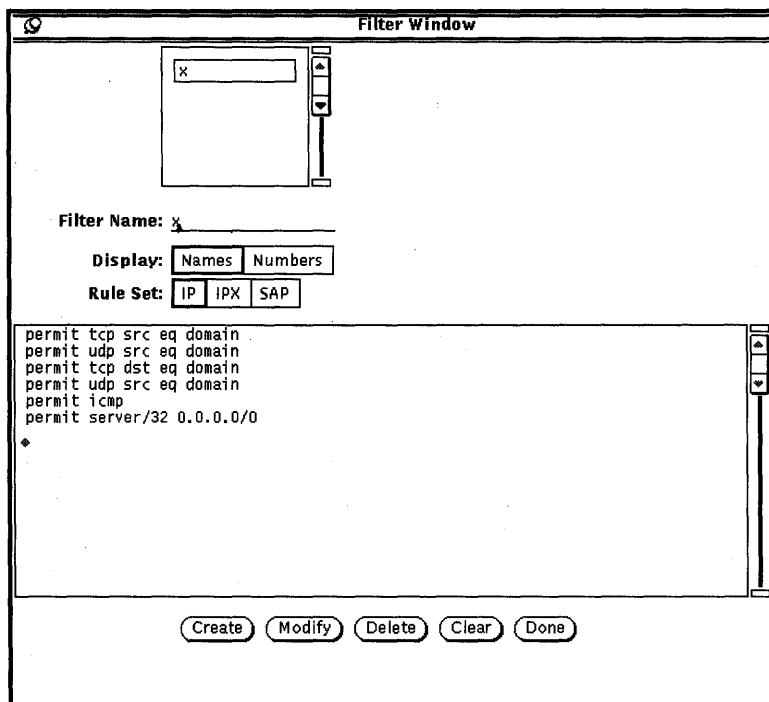 Filter Window
x
Filter Name: x
Display: Names Numbers
Rule Set: IP IPX SAP
permit tcp src eq domain
permit udp src eq domain
permit tcp dst eq domain
permit udp src eq domain
permit icmp
permit server/32 0.0.0.0/0
Create Modify Delete Clear Done